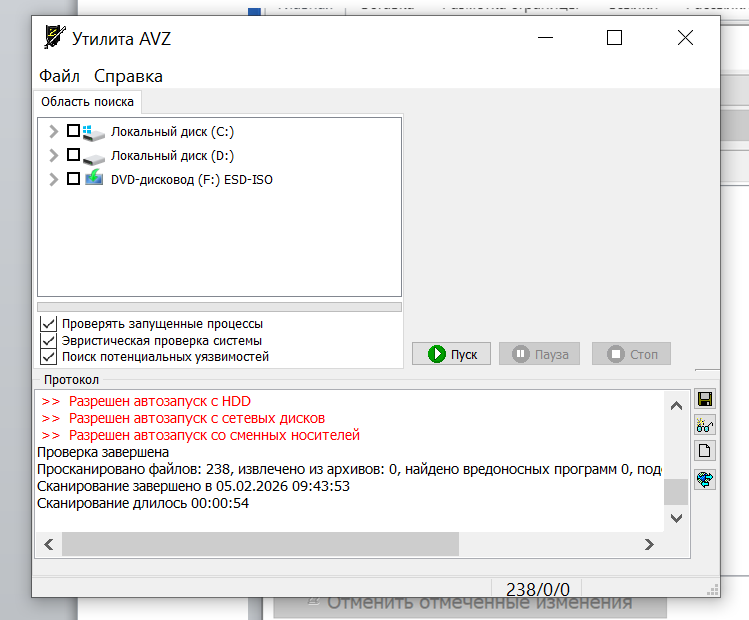 Утилита AVZ
Файл Справка
Область поиска
Локальный диск (C:)
Локальный диск (D:)
DVD-дисковод (F:) ESD-ISO
Проверять запущенные процессы
Эвристическая проверка системы
Поиск потенциальных уязвимостей
Пуск Пауза Стоп
Протокол
>> Разрешен автозапуск с HDD
>> Разрешен автозапуск с сетевых дисков
>> Разрешен автозапуск со сменных носителей
Проверка завершена
Просканировано файлов: 238, извлечено из архивов: 0, найдено вредоносных программ 0, под
Сканирование завершено в 05.02.2026 09:43:53
Сканирование длилось 00:00:54
238/0/0
Отменить отмеченные изменения